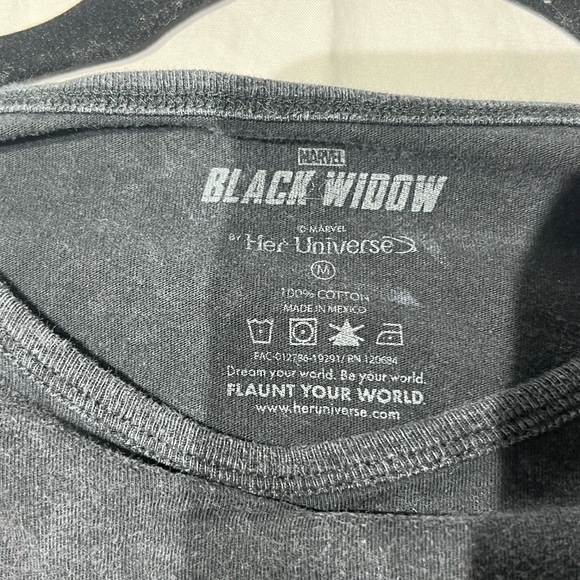 MARVEL
BLACK WIDOW
© MARVEL
BY Her Universe
M
100% COTTON
MADE IN MEXICO
FAC-012786-19291/ RN 120684
Dream your world. Be your world.
FLAUNT YOUR WORLD
www.heruniverse.com